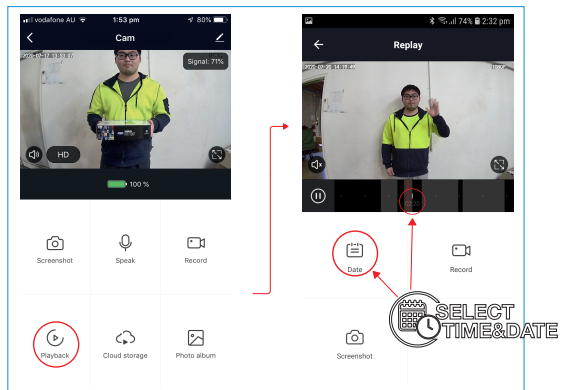 vodafone AU
1:53 pm
80%
Cam
Signal: 71%
HD
100 %
Screenshot
Speak
Record
Playback
Cloud storage
Photo album
74%
2:32 pm
Replay
Date
Record
Screenshot
SELECT
TIME&DATE